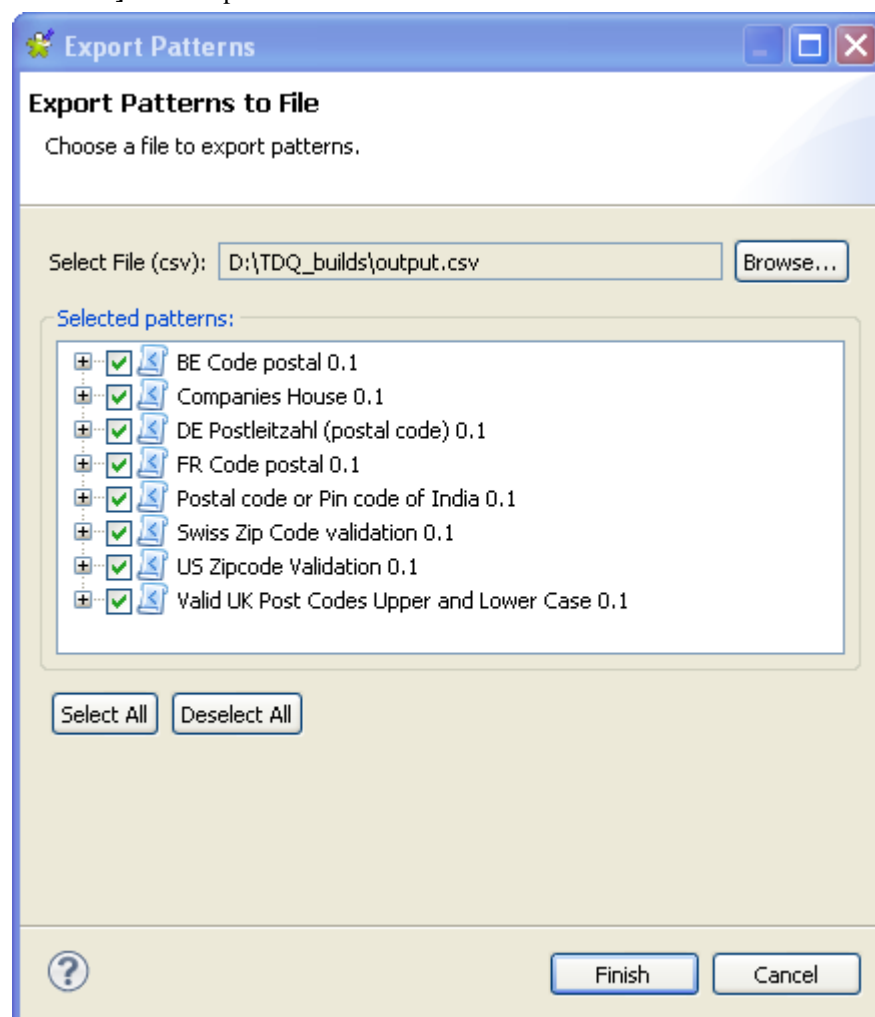 Export Patterns
Export Patterns to File
Choose a file to export patterns.
Select File (csv): D:\TDQ_builds\output.csv Browse...
Selected patterns:
BE Code postal 0.1
Companies House 0.1
DE Postleitzahl (postal code) 0.1
FR Code postal 0.1
Postal code or Pin code of India 0.1
Swiss Zip Code validation 0.1
US Zipcode Validation 0.1
Valid UK Post Codes Upper and Lower Case 0.1
Select All Deselect All
? Finish Cancel